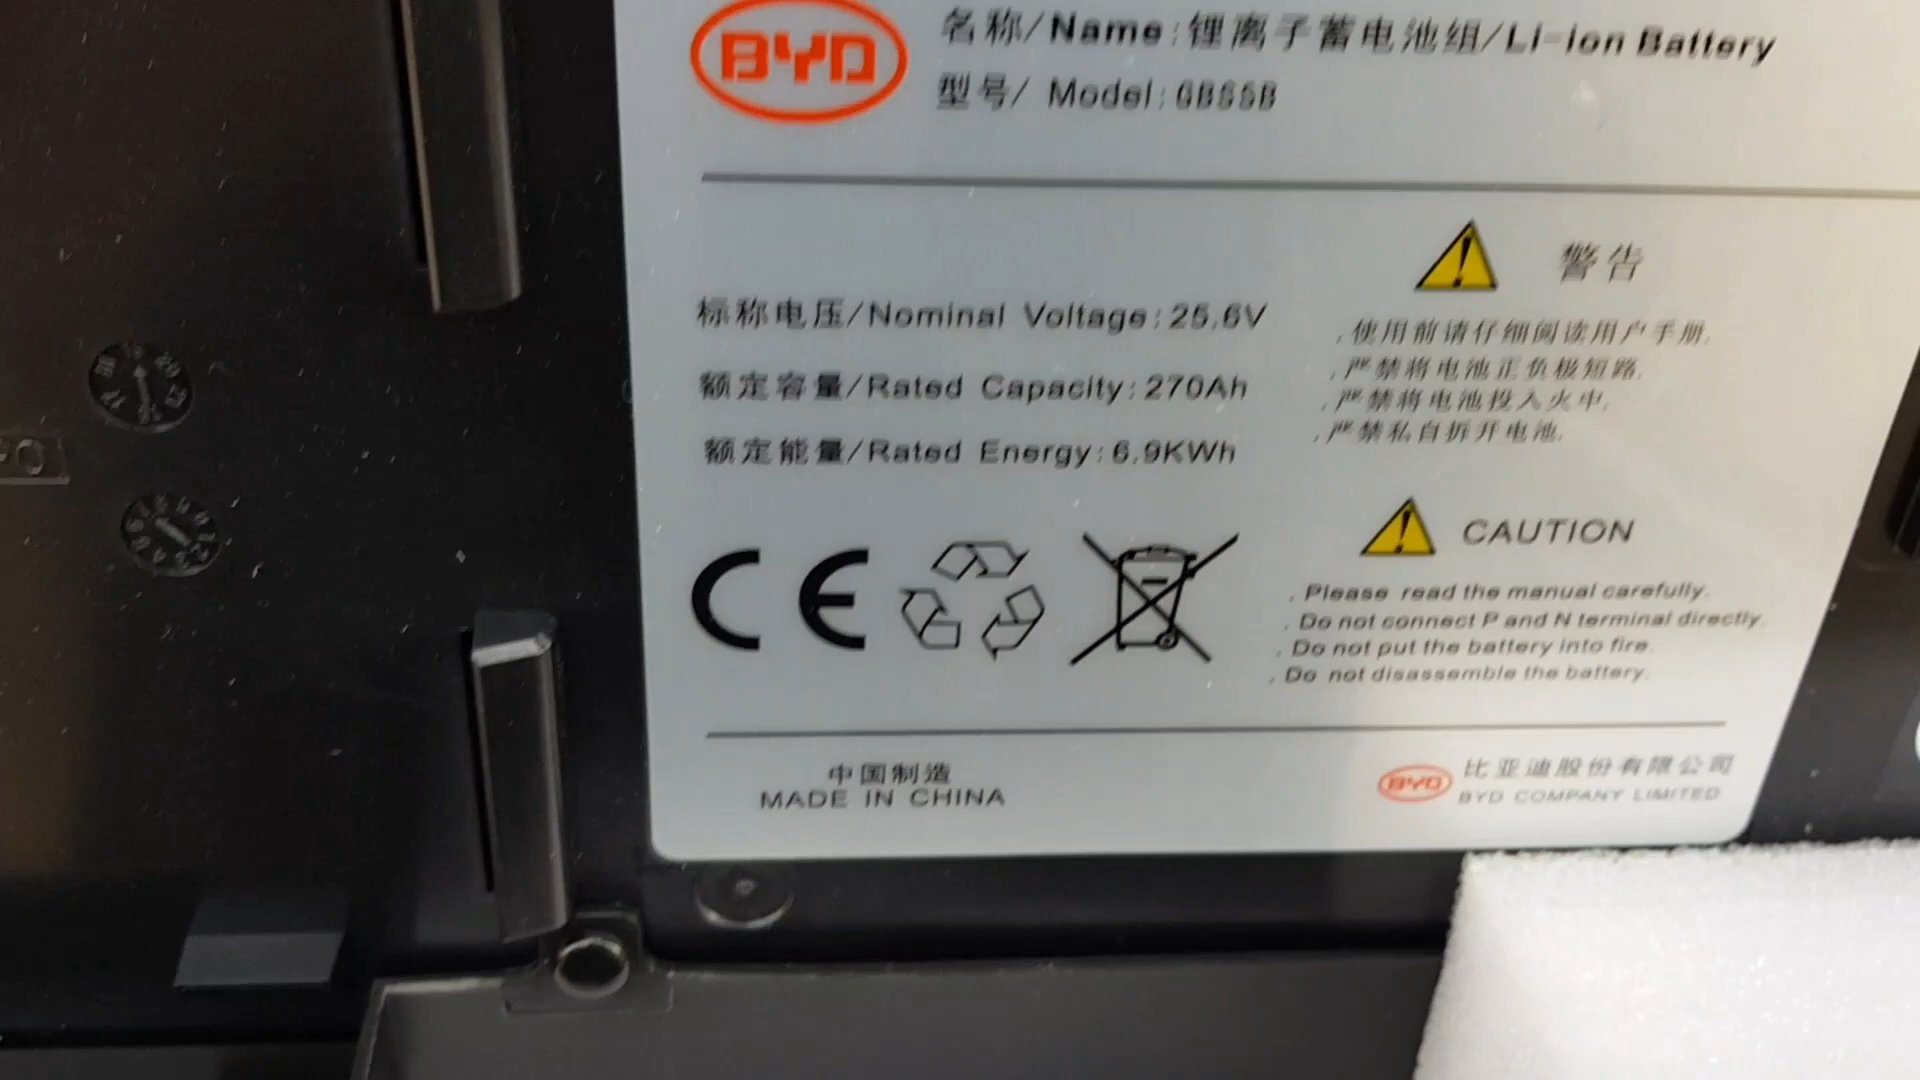 BYD
名称/Name:锂离子蓄电池组/Li-ion Battery
型号/ Model:
标称电压/Nominal Voltage:25.6V
额定容量/Rated Capacity:270Ah
额定能量/Rated Energy:6.9KWh
CE
警告
.使用前请仔细阅读用户手册.
.严禁将电池正负极短路.
.严禁将电池投入火中.
.严禁私自拆开电池.
CAUTION
. Please read the manual carefully.
. Do not connect P and N terminal directly.
. Do not put the battery into fire.
. Do not disassemble the battery.
中国制造
MADE IN CHINA
BYD
比亚迪股份有限公司
BYD COMPANY LIMITED